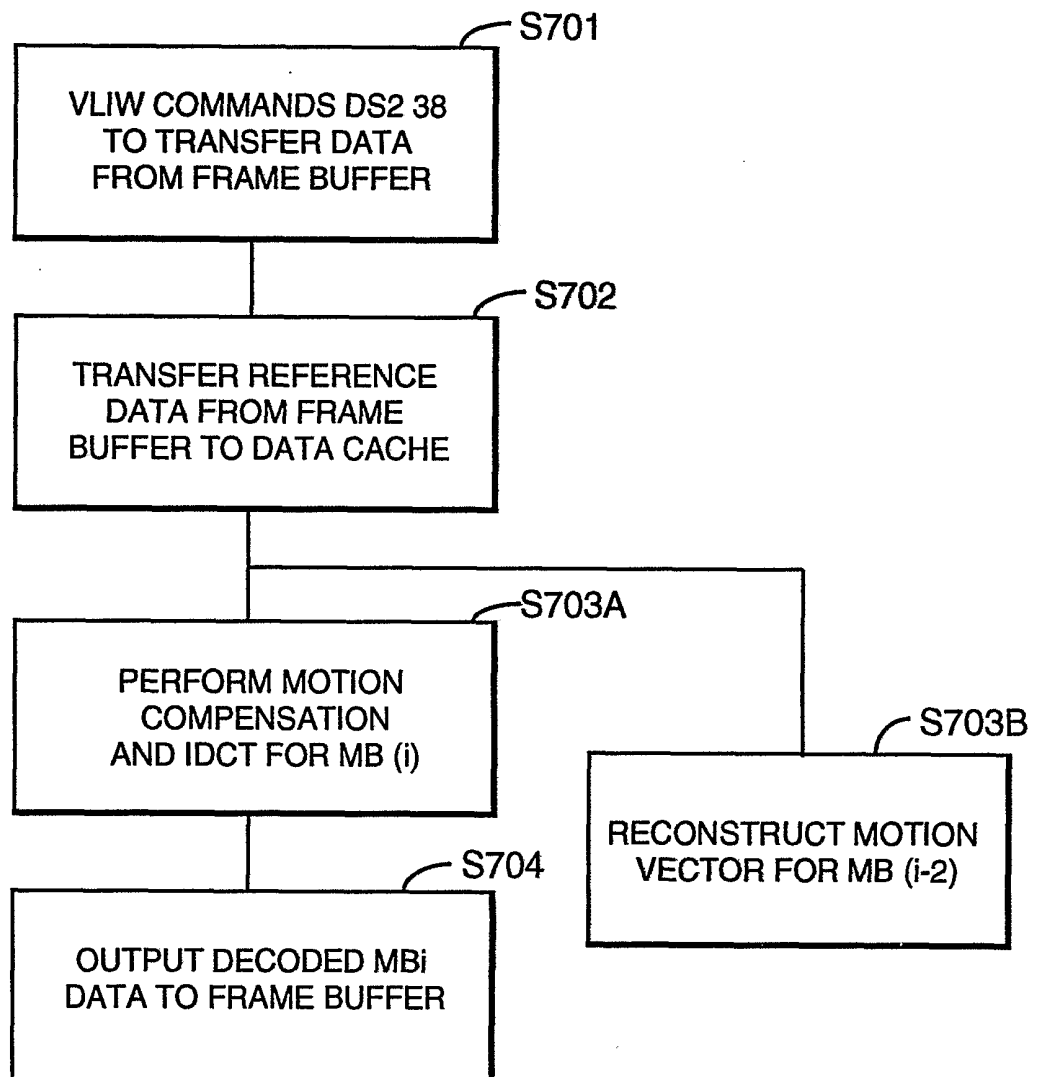 S701
VLIW COMMANDS DS2 38
TO TRANSFER DATA
FROM FRAME BUFFER
S702
TRANSFER REFERENCE
DATA FROM FRAME
BUFFER TO DATA CACHE
S703A
PERFORM MOTION
COMPENSATION
AND IDCT FOR MB (i)
S703B
RECONSTRUCT MOTION
VECTOR FOR MB (i-2)
S704
OUTPUT DECODED MBi
DATA TO FRAME BUFFER